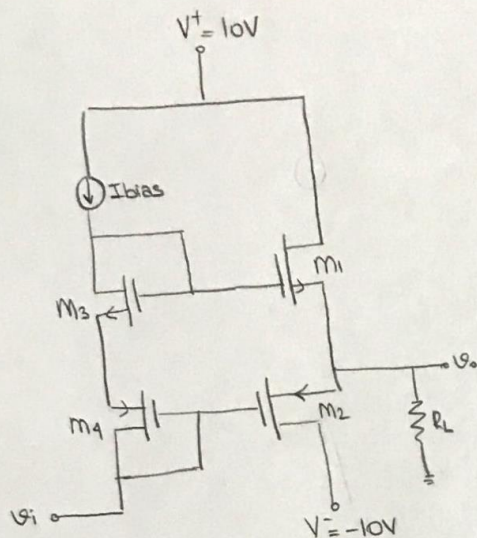 V⁺= 10V
Ibias
M1
M3
M2
M4
vo
RL
vi
V⁻= -10V